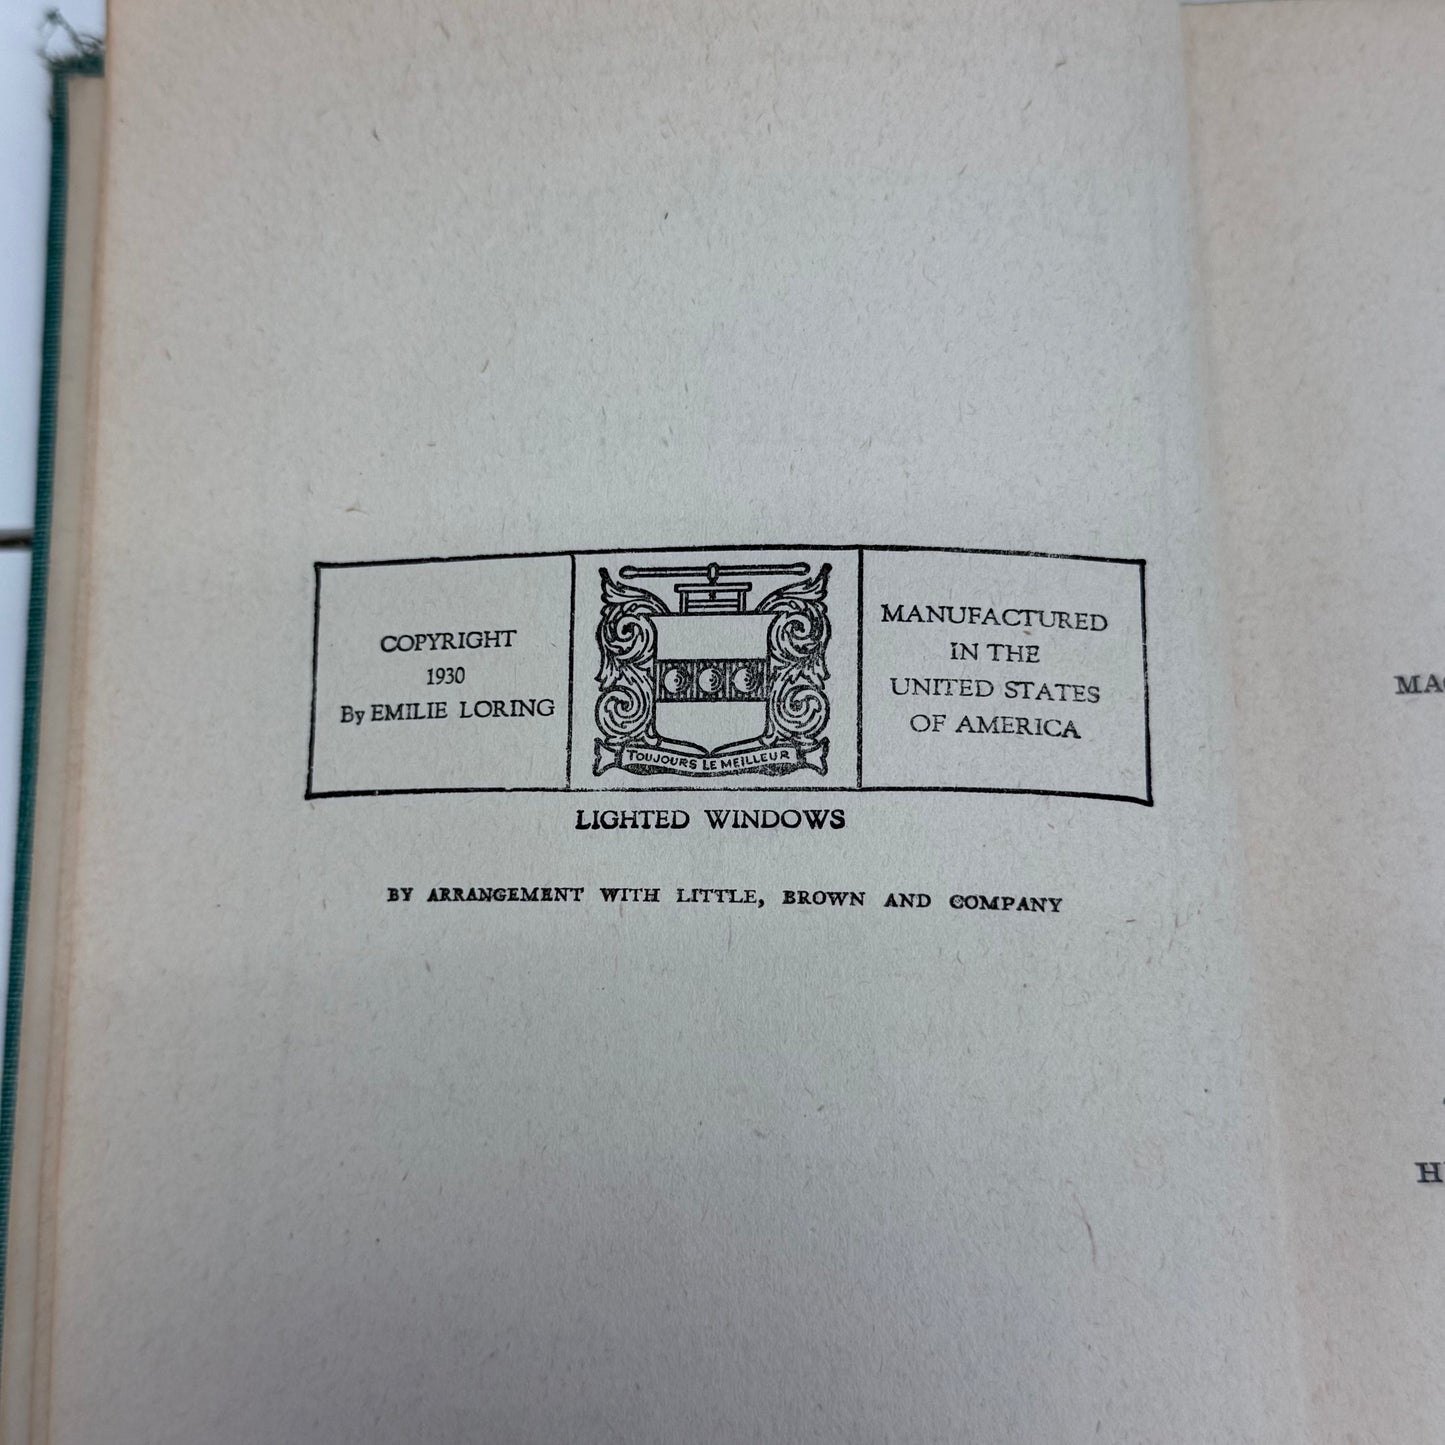 COPYRIGHT
1930
By EMILIE LORING
TOUJOURS LE MEILLEUR
MANUFACTURED
IN THE
UNITED STATES
OF AMERICA
LIGHTED WINDOWS
BY ARRANGEMENT WITH LITTLE, BROWN AND COMPANY